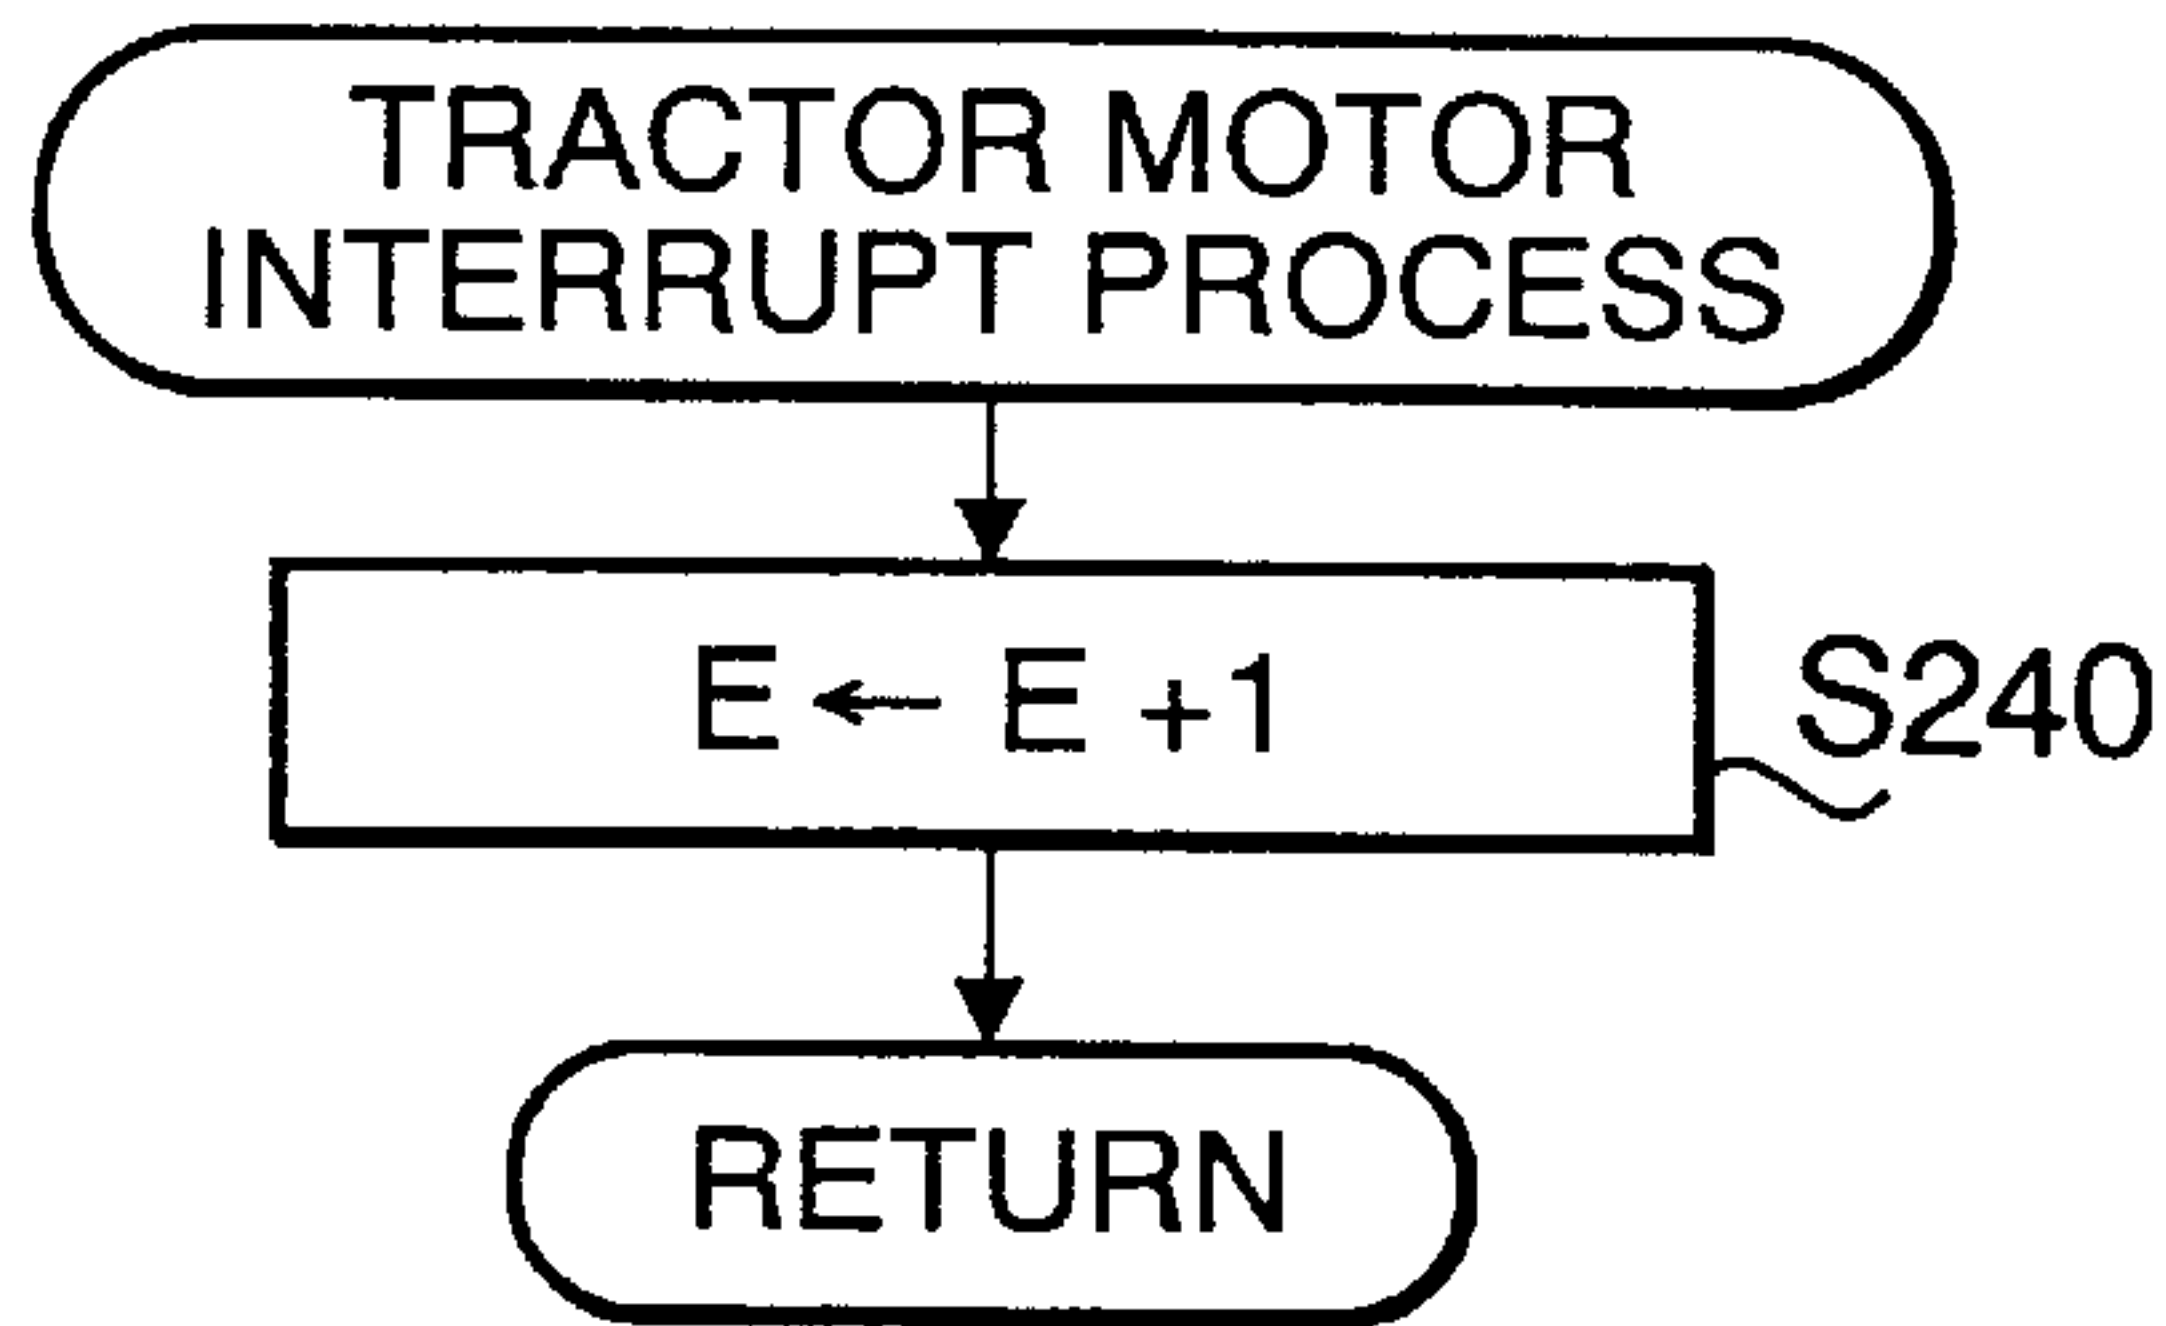 TRACTOR MOTOR
INTERRUPT PROCESS
E ← E +1
S240
RETURN